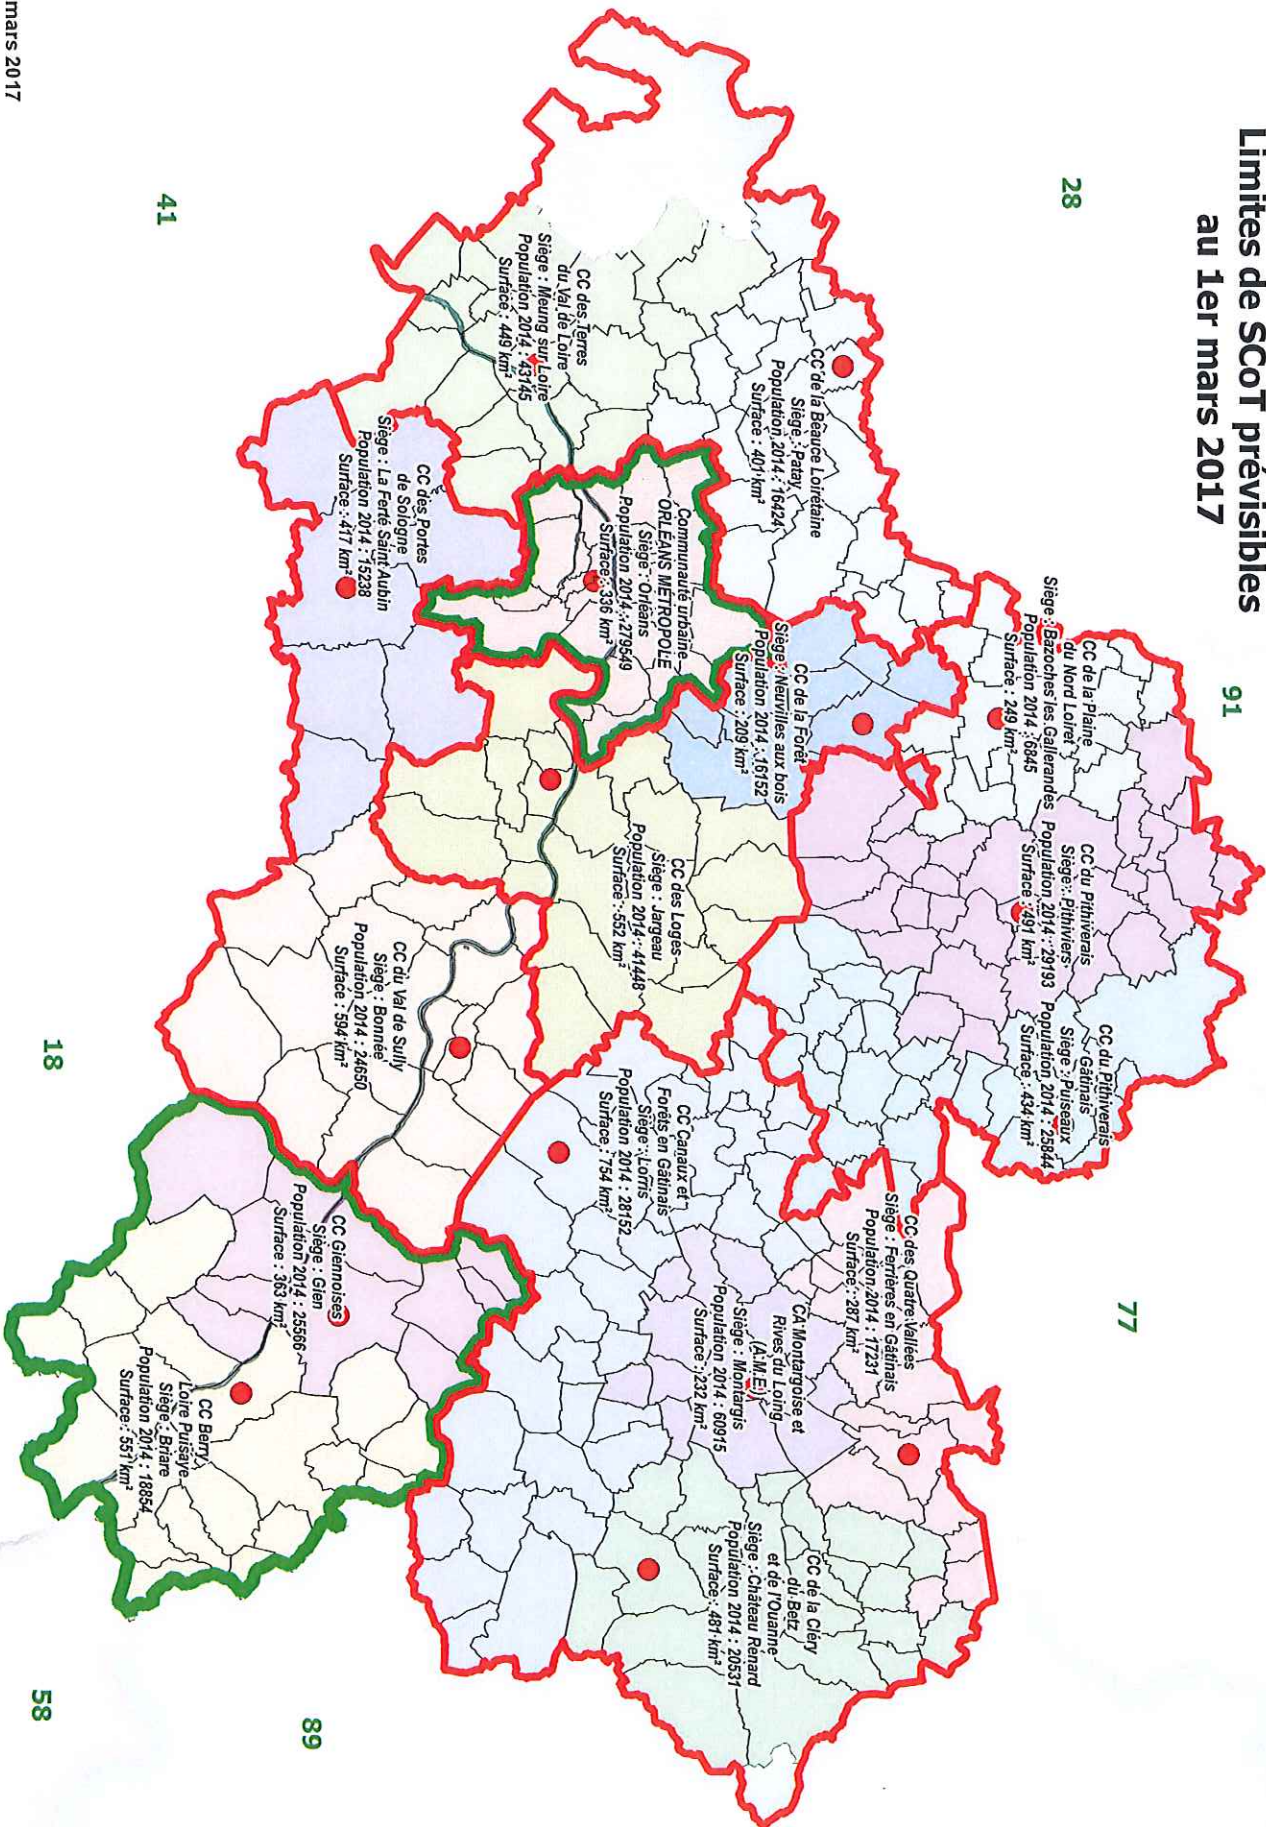 Limites de SCoT prévisibles
au 1er mars 2017
28
91
77
41
18
58
89
CC de la Beauce Loirétaine
Siège : Patay
Population 2014 : 16424
Surface : 401 km²
CC de la Plaine
du Nord Loiret
Siège : Bazoches les Gallerandes
Population 2014 : 6845
Surface : 249 km²
CC du Pithiverais
Siège : Pithiviers
Population 2014 : 29193
Surface : 491 km²
CC du Pithiverais
Gâtinais
Siège : Puiseaux
Population 2014 : 25844
Surface : 434 km²
CC des Terres
du Val de Loire
Siège : Meung sur Loire
Population 2014 : 43145
Surface : 449 km²
Communauté urbaine
ORLÉANS MÉTROPOLE
Siège : Orléans
Population 2014 : 279549
Surface : 336 km²
CC de la Forêt
Siège : Neuvilles aux bois
Population 2014 : 16152
Surface : 209 km²
CC des Loges
Siège : Jargeau
Population 2014 : 41448
Surface : 552 km²
CC Canaux et
Forêts en Gâtinais
Siège : Lorris
Population 2014 : 28152
Surface : 754 km²
CC des Quatre Vallées
Siège : Ferrières en Gâtinais
Population 2014 : 17231
Surface : 287 km²
CA Montargoise et
Rives du Loing
(A.M.E)
Siège : Montargis
Population 2014 : 60915
Surface : 232 km²
CC de la Cléry
du Betz
et de l'Ouanne
Siège : Château Rénard
Population 2014 : 20531
Surface : 481 km²
CC des Portes
de Sologne
Siège : La Ferté Saint Aubin
Population 2014 : 15238
Surface : 417 km²
CC du Val de Sully
Siège : Bonnée
Population 2014 : 24650
Surface : 594 km²
CC Giennoises
Siège : Gien
Population 2014 : 25566
Surface : 363 km²
CC Berry
Loire Puisaye
Siège : Briare
Population 2014 : 18854
Surface : 551 km²
mars 2017